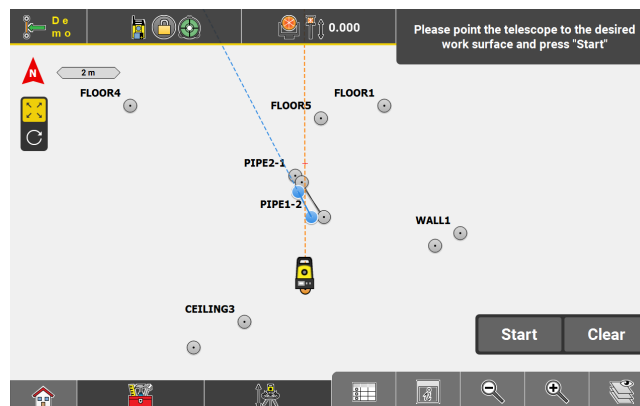 De
mo
0.000
Please point the telescope to the desired
work surface and press "Start"
N
2 m
FLOOR4
FLOOR5
FLOOR1
PIPE2-1
PIPE1-2
WALL1
CEILING3
Start
Clear